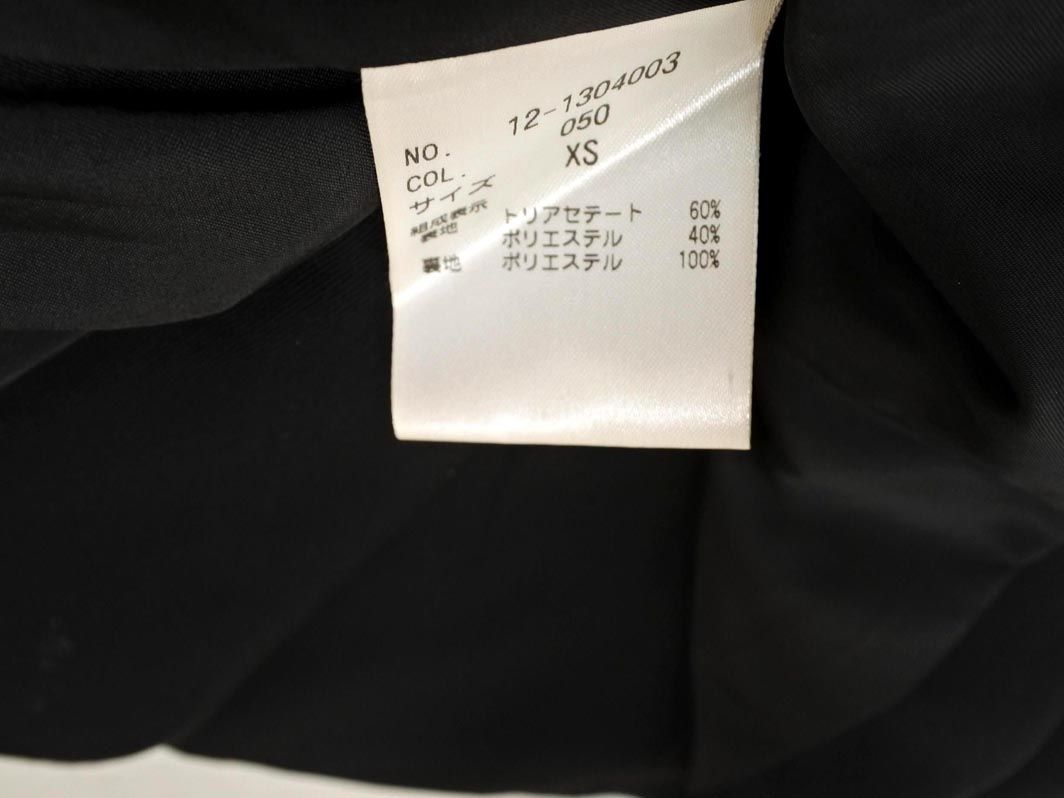 NO. 12-1304003
COL. 050
サイズ XS
組成表示
表地 トリアセテート 60%
ポリエステル 40%
裏地 ポリエステル 100%